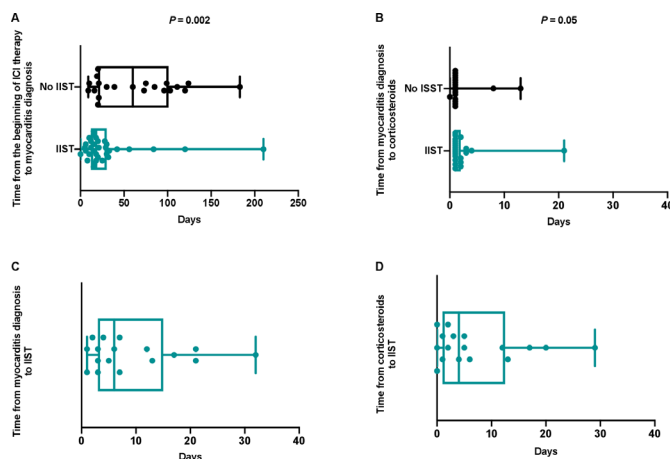 A
P = 0.002
Time from the beginning of ICI therapy
to myocarditis diagnosis
No IIST
IIST
0 50 100 150 200 250
Days
B
P = 0.05
Time from myocarditis diagnosis
to corticosteroids
No SSST
IIST
0 10 20 30 40
Days
C
Time from myocarditis diagnosis
to IIST
0 10 20 30 40
Days
D
Time from corticosteroids
to IIST
0 10 20 30 40
Days